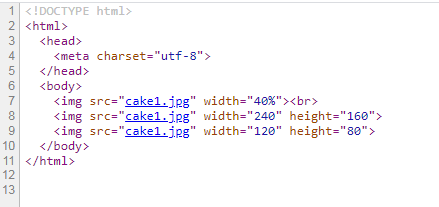 1 <!DOCTYPE html>
2 <html>
3   <head>
4     <meta charset="utf-8">
5   </head>
6   <body>
7     <img src="cake1.jpg" width="40%"><br>
8     <img src="cake1.jpg" width="240" height="160">
9     <img src="cake1.jpg" width="120" height="80">
10   </body>
11 </html>
12
13